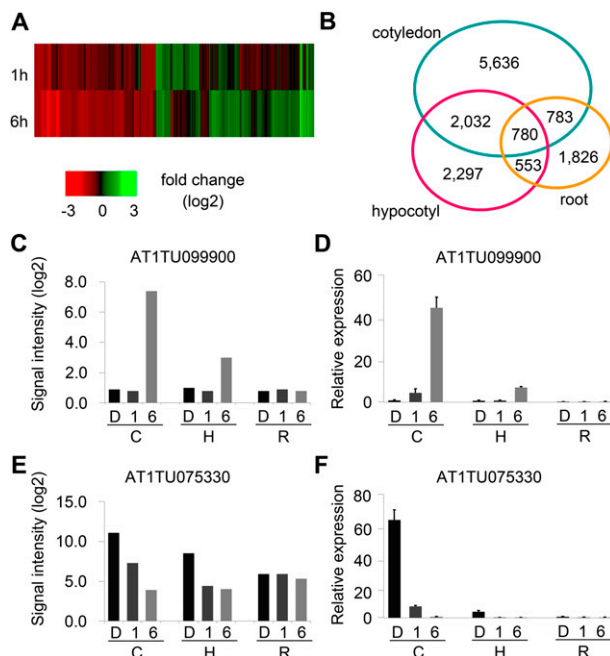 A
1h
6h
fold change
(log2)
-3 0 3
B
cotyledon
5,636
2,032
783
780
553
1,826
2,297
hypocotyl
root
C
AT1TU099900
Signal intensity (log2)
8.0
6.0
4.0
2.0
0.0
D 1 6 D 1 6 D 1 6
C H R
D
AT1TU099900
Relative expression
60
40
20
0
D 1 6 D 1 6 D 1 6
C H R
E
AT1TU075330
Signal intensity (log2)
15.0
10.0
5.0
0.0
D 1 6 D 1 6 D 1 6
C H R
F
AT1TU075330
Relative expression
80
60
40
20
0
D 1 6 D 1 6 D 1 6
C H R